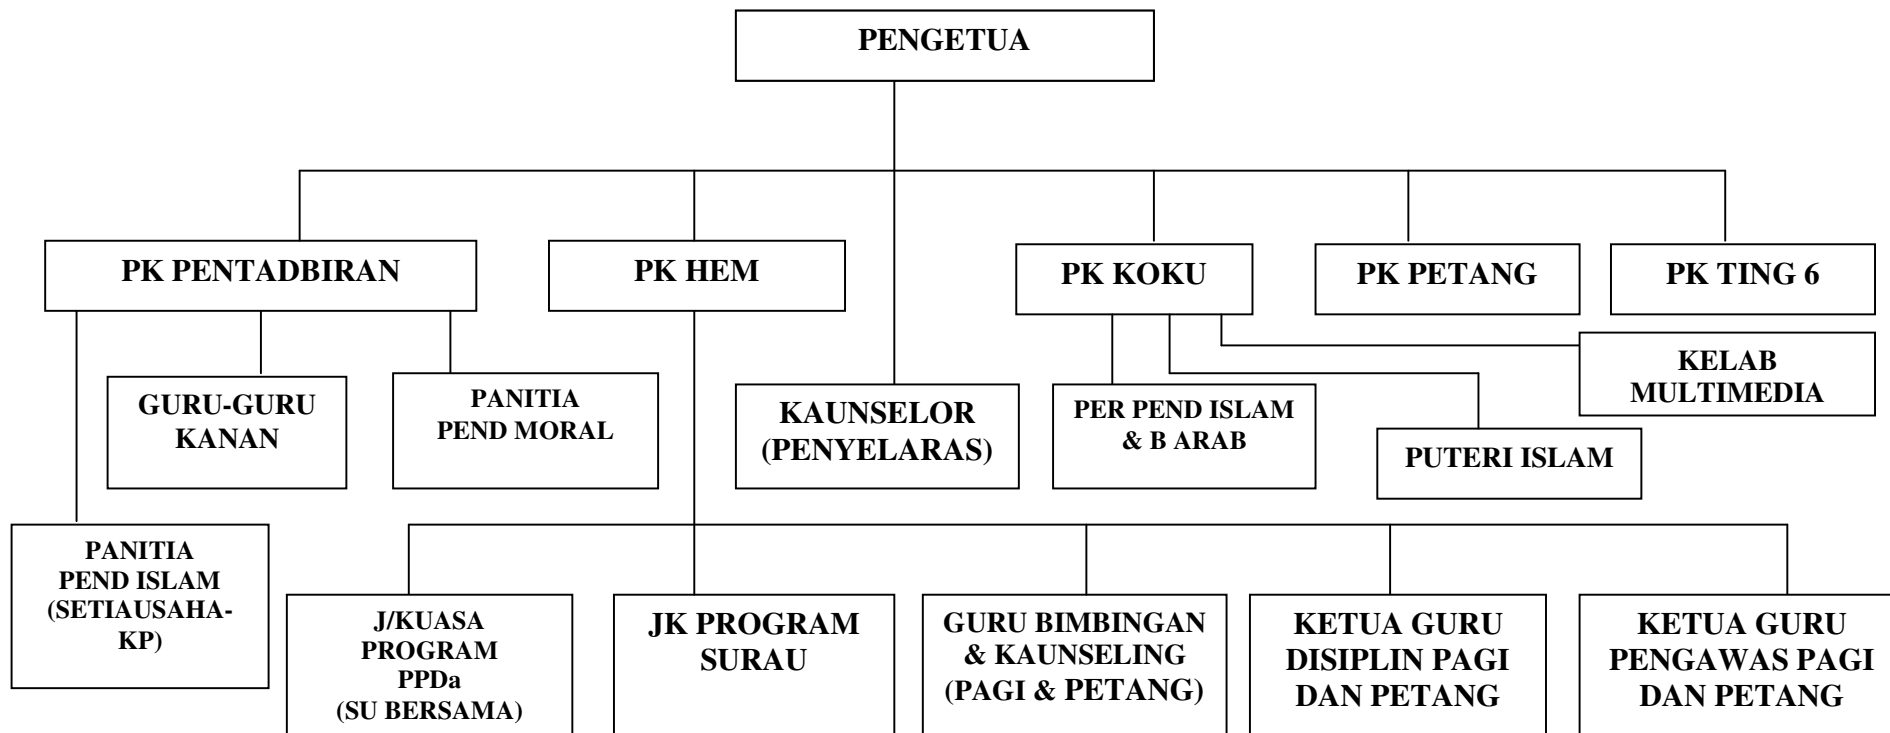 PENGETUA
PK PENTADBIRAN
PK HEM
PK KOKU
PK PETANG
PK TING 6
KELAB
MULTIMEDIA
GURU-GURU
KANAN
PANITIA
PEND MORAL
KAUNSELOR
(PENYELARAS)
PER PEND ISLAM
& B ARAB
PUTERI ISLAM
PANITIA
PEND ISLAM
(SETIAUSAHA-
KP)
J/KUASA
PROGRAM
PPDa
(SU BERSAMA)
JK PROGRAM
SURAU
GURU BIMBINGAN
& KAUNSELING
(PAGI & PETANG)
KETUA GURU
DISIPLIN PAGI
DAN PETANG
KETUA GURU
PENGAWAS PAGI
DAN PETANG